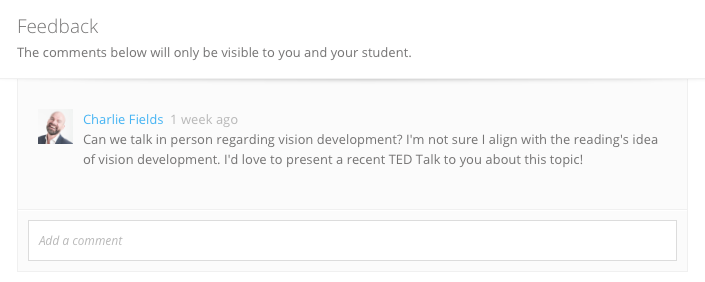 Feedback
The comments below will only be visible to you and your student.
Charlie Fields 1 week ago
Can we talk in person regarding vision development? I'm not sure I align with the reading's idea
of vision development. I'd love to present a recent TED Talk to you about this topic!
Add a comment